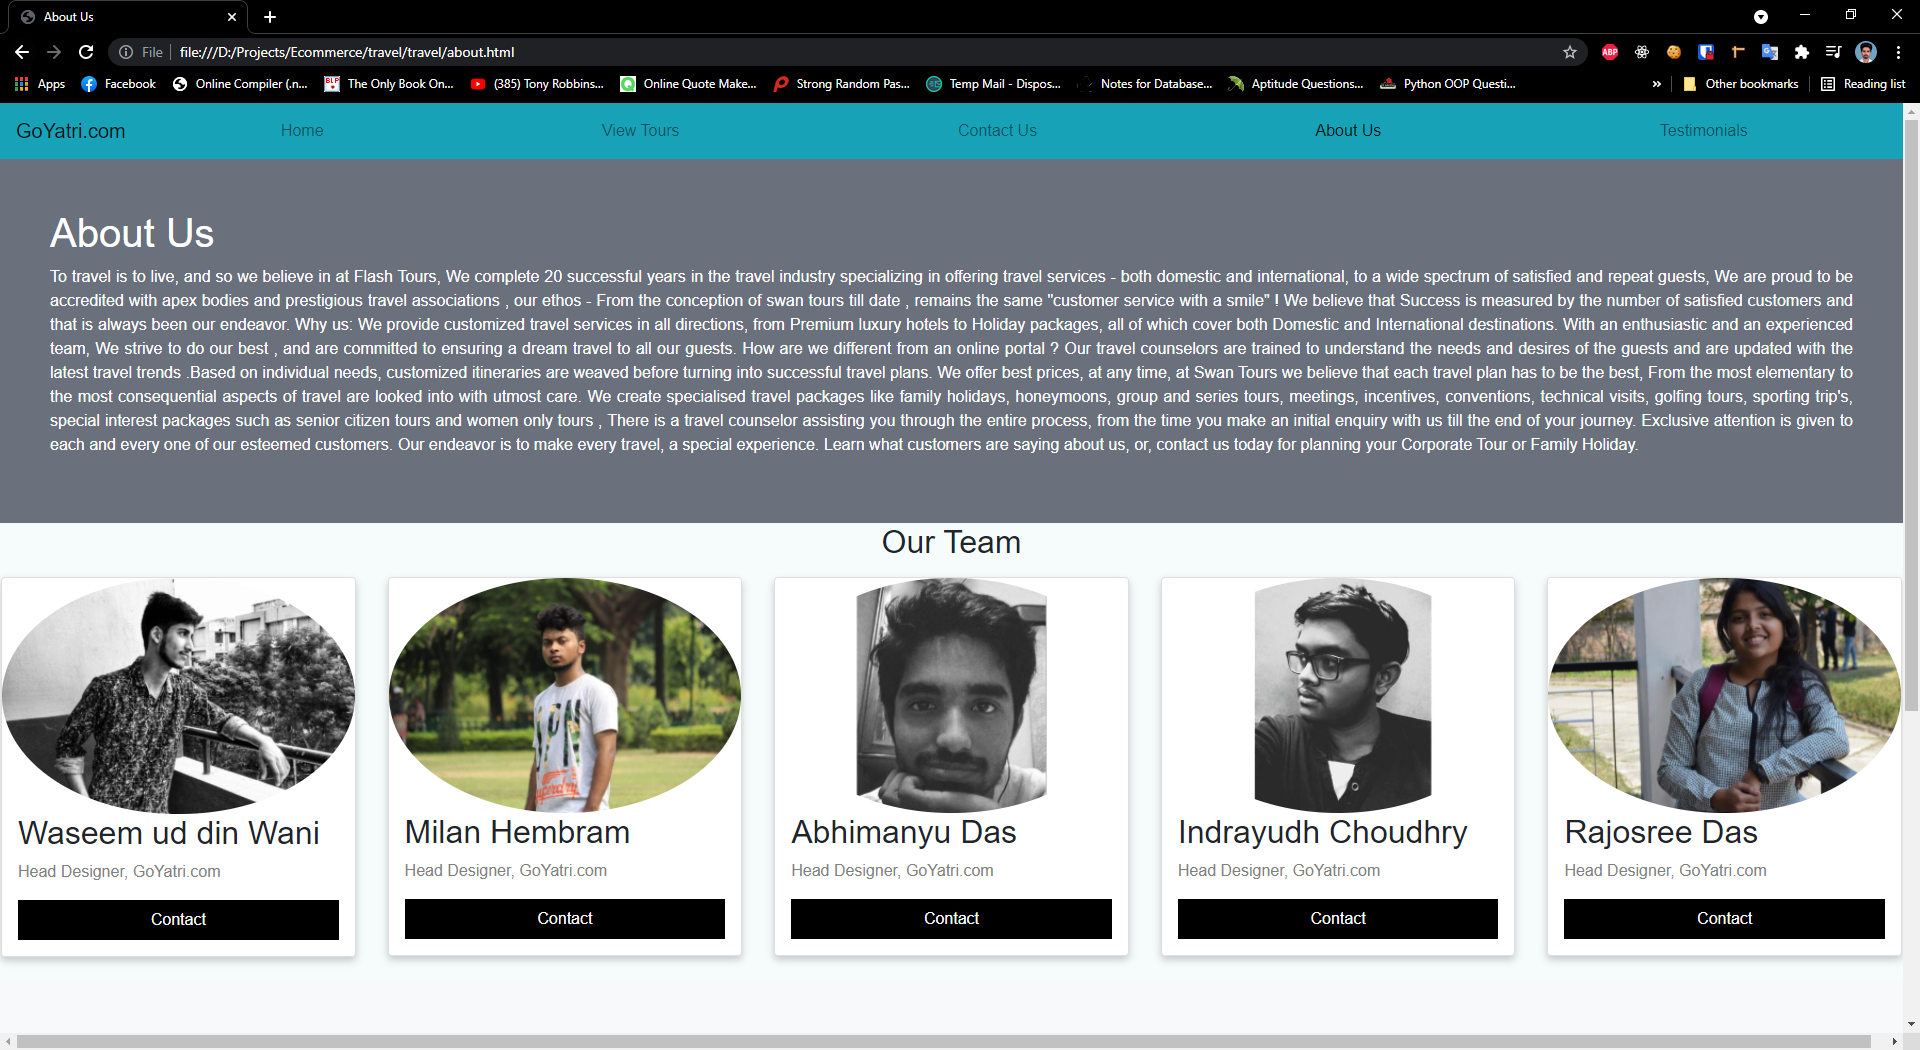 About Us
File
file:///D:/Projects/Ecommerce/travel/travel/about.html
ABP
Apps
Facebook
Online Compiler (.n...
BLP
The Only Book On...
(385) Tony Robbins...
Online Quote Make...
Strong Random Pas...
Temp Mail - Dispos...
Notes for Database...
Aptitude Questions...
Python OOP Questi...
»
Other bookmarks
Reading list
GoYatri.com
Home
View Tours
Contact Us
About Us
Testimonials
About Us
To travel is to live, and so we believe in at Flash Tours, We complete 20 successful years in the travel industry specializing in offering travel services - both domestic and international, to a wide spectrum of satisfied and repeat guests, We are proud to be
accredited with apex bodies and prestigious travel associations , our ethos - From the conception of swan tours till date , remains the same "customer service with a smile" ! We believe that Success is measured by the number of satisfied customers and
that is always been our endeavor. Why us: We provide customized travel services in all directions, from Premium luxury hotels to Holiday packages, all of which cover both Domestic and International destinations. With an enthusiastic and an experienced
team, We strive to do our best , and are committed to ensuring a dream travel to all our guests. How are we different from an online portal ? Our travel counselors are trained to understand the needs and desires of the guests and are updated with the
latest travel trends .Based on individual needs, customized itineraries are weaved before turning into successful travel plans. We offer best prices, at any time, at Swan Tours we believe that each travel plan has to be the best, From the most elementary to
the most consequential aspects of travel are looked into with utmost care. We create specialised travel packages like family holidays, honeymoons, group and series tours, meetings, incentives, conventions, technical visits, golfing tours, sporting trip's,
special interest packages such as senior citizen tours and women only tours , There is a travel counselor assisting you through the entire process, from the time you make an initial enquiry with us till the end of your journey. Exclusive attention is given to
each and every one of our esteemed customers. Our endeavor is to make every travel, a special experience. Learn what customers are saying about us, or, contact us today for planning your Corporate Tour or Family Holiday.
Our Team
Waseem ud din Wani
Head Designer, GoYatri.com
Contact
Milan Hembram
Head Designer, GoYatri.com
Contact
Abhimanyu Das
Head Designer, GoYatri.com
Contact
Indrayudh Choudhry
Head Designer, GoYatri.com
Contact
Rajosree Das
Head Designer, GoYatri.com
Contact